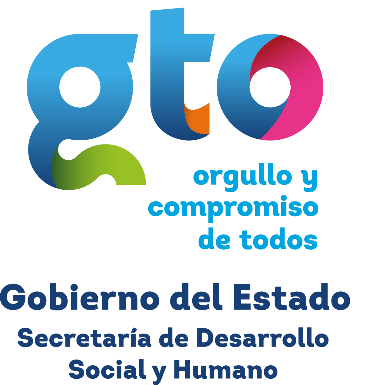 gto
orgullo y
compromiso
de todos
Gobierno del Estado
Secretaría de Desarrollo
Social y Humano